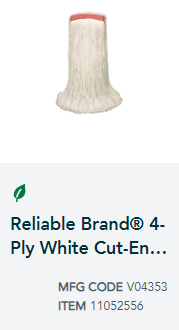 Reliable Brand® 4-
Ply White Cut-En...
MFG CODE V04353
ITEM 11052556